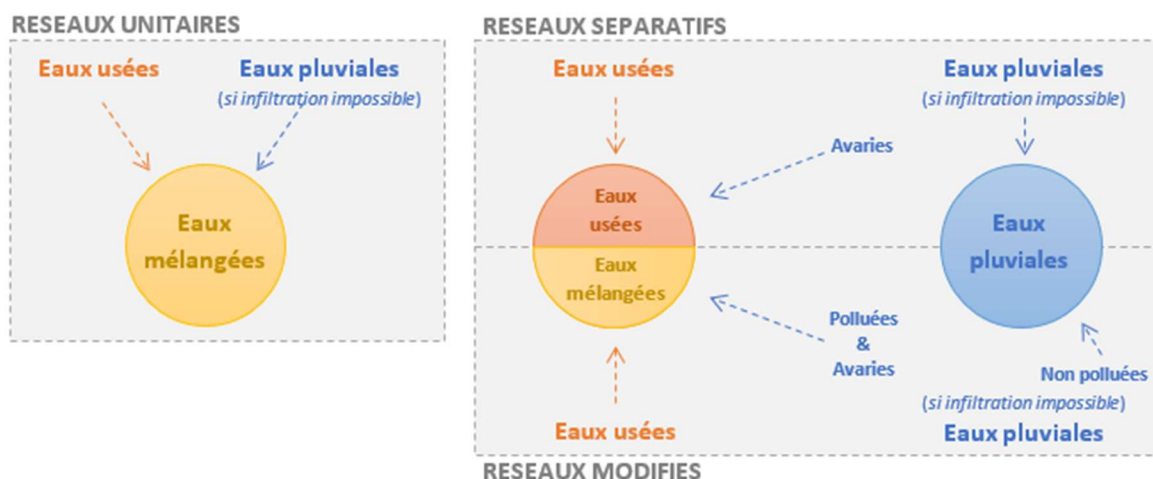 RESEAUX UNITAIRES
Eaux usées
Eaux pluviales
(si infiltration impossible)
Eaux
mélangées
RESEAUX SEPARATIFS
Eaux usées
Eaux pluviales
(si infiltration impossible)
Avaries
Eaux
usées
Eaux
mélangées
Eaux
pluviales
Polluées
&
Avaries
Non polluées
(si infiltration impossible)
Eaux usées
Eaux pluviales
RESEAUX MODIFIES